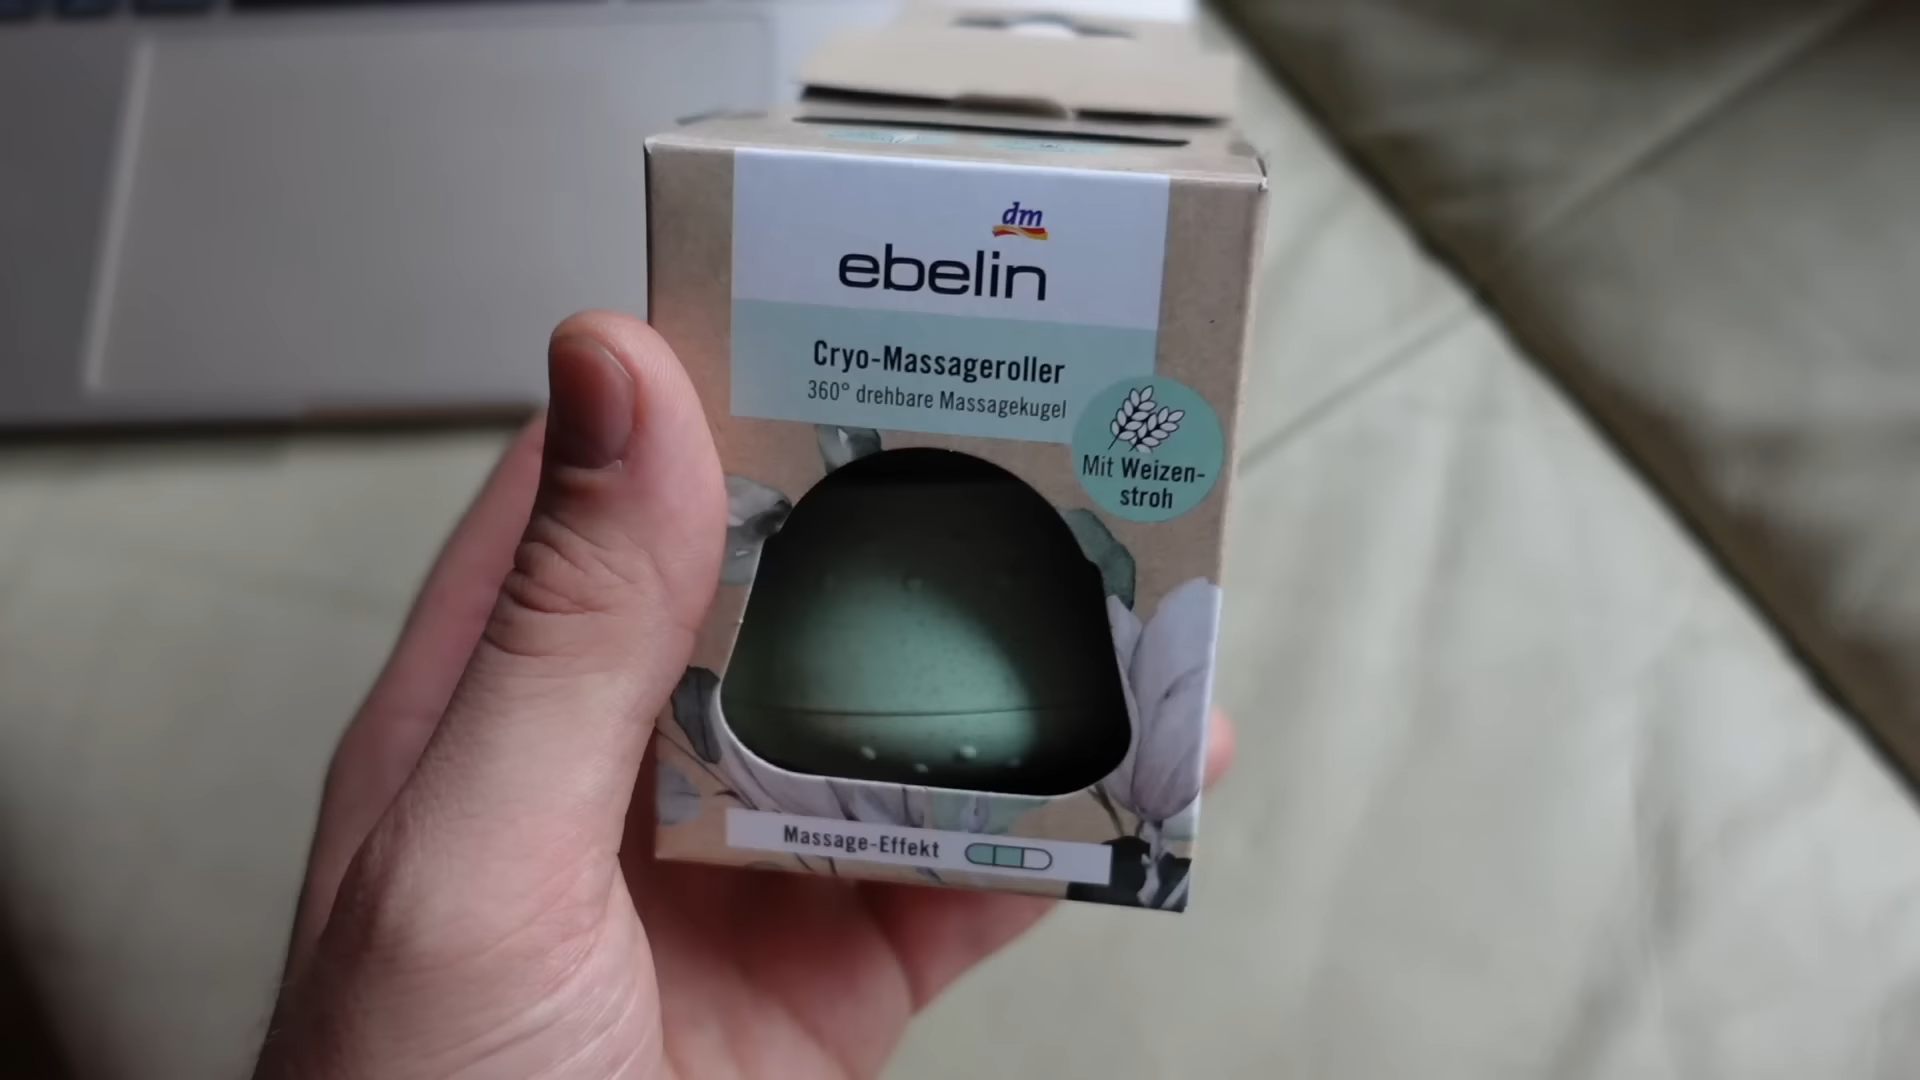 dm
ebelin
Cryo-Massageroller
360° drehbare Massagekugel
Mit Weizen-
stroh
Massage-Effekt